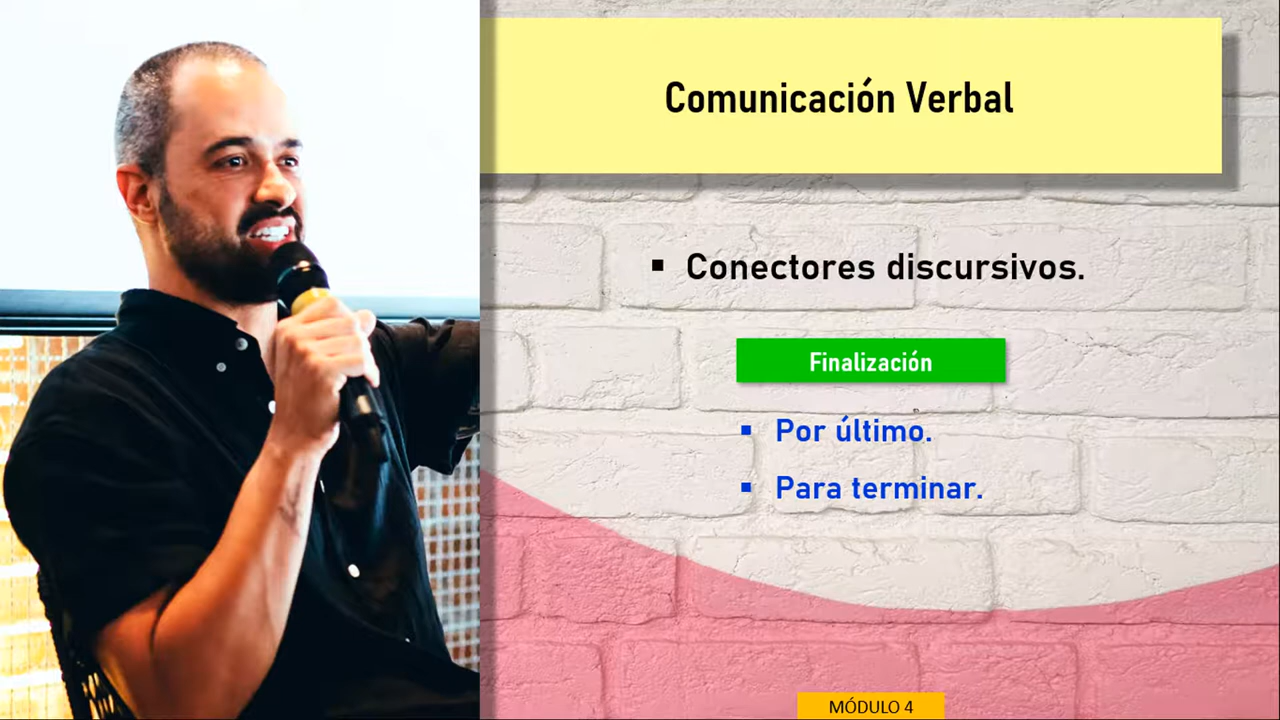 Comunicación Verbal
▪ Conectores discursivos.
Finalización
▪ Por último.
▪ Para terminar.
MÓDULO 4